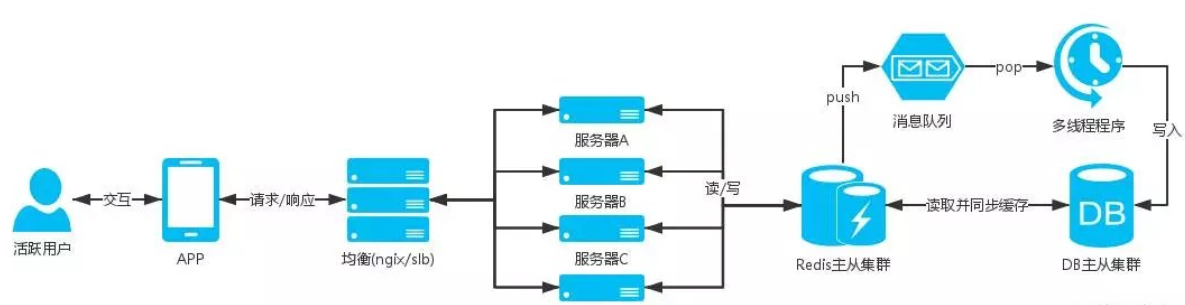 push
pop
消息队列
多线程程序
写入
服务器A
服务器B
服务器C
交互
请求/响应
读/写
读取并同步缓存
DB
活跃用户
APP
均衡(ngix/slb)
Redis主从集群
DB主从集群